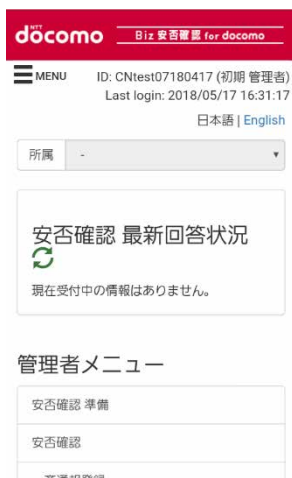 NTT
docomo Biz 安否確認 for docomo
MENU ID: CNtest07180417 (初期 管理者)
Last login: 2018/05/17 16:31:17
日本語 | English
所属 -
安否確認 最新回答状況
現在受付中の情報はありません。
管理者メニュー
安否確認 準備
安否確認